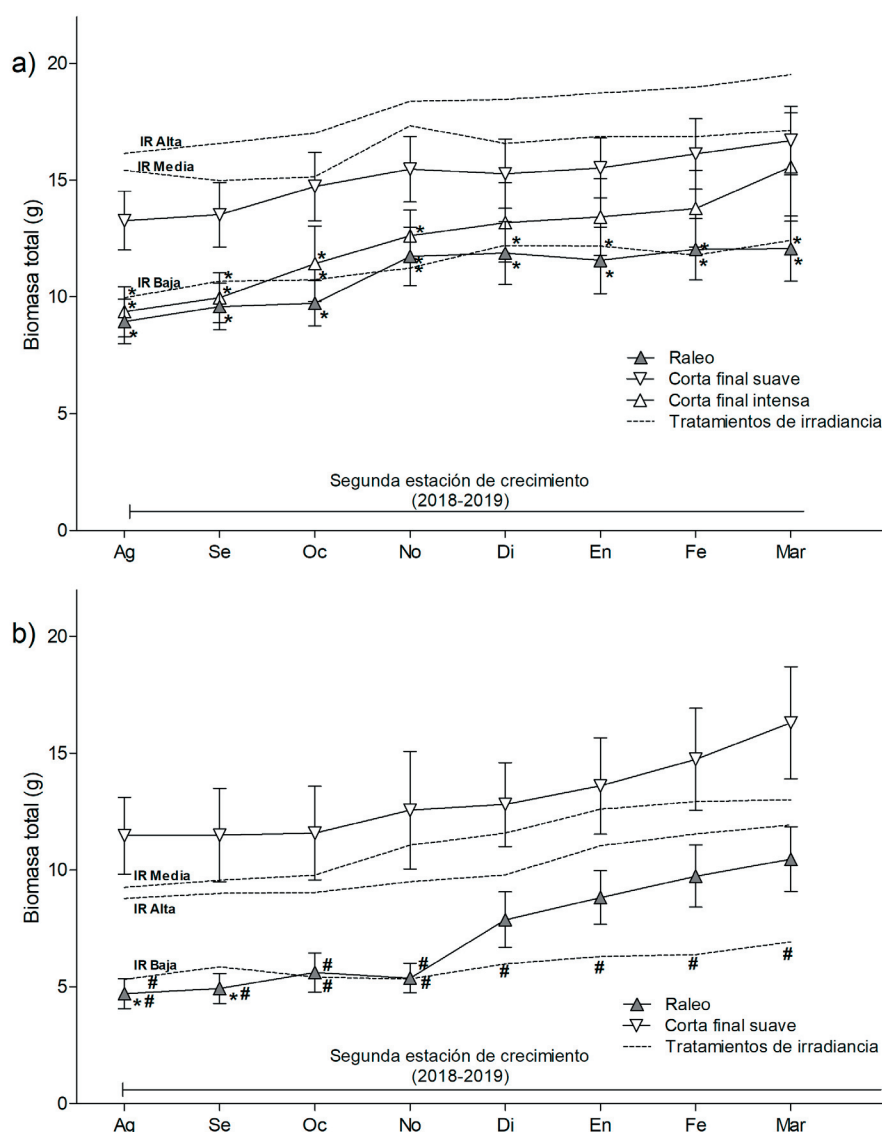 a)
Biomasa total (g)
20
15
10
5
0
IR Alta
IR Media
IR Baja
* * * * * * * * * *
* * * * * * * *
Raleo
Corta final suave
Corta final intensa
Tratamientos de irradiancia
Segunda estación de crecimiento
(2018-2019)
Ag Se Oc No Di En Fe Mar
b)
Biomasa total (g)
20
15
10
5
0
IR Media
IR Alta
IR Baja
# # # # # # #
*# *# #
Raleo
Corta final suave
Tratamientos de irradiancia
Segunda estación de crecimiento
(2018-2019)
Ag Se Oc No Di En Fe Mar